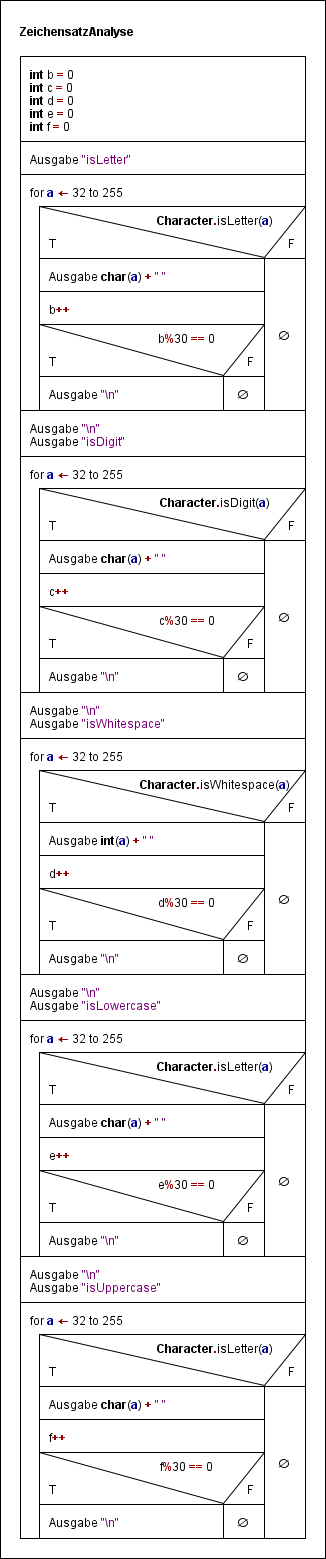 ZeichensatzAnalyse
int b = 0
int c = 0
int d = 0
int e = 0
int f = 0
Ausgabe "isLetter"
for a ← 32 to 255
Character.isLetter(a)
T F
Ausgabe char(a) + " "
b++
∅
b%30 == 0
T F
Ausgabe "\n" ∅
Ausgabe "\n"
Ausgabe "isDigit"
for a ← 32 to 255
Character.isDigit(a)
T F
Ausgabe char(a) + " "
c++
∅
c%30 == 0
T F
Ausgabe "\n" ∅
Ausgabe "\n"
Ausgabe "isWhitespace"
for a ← 32 to 255
Character.isWhitespace(a)
T F
Ausgabe int(a) + " "
d++
∅
d%30 == 0
T F
Ausgabe "\n" ∅
Ausgabe "\n"
Ausgabe "isLowercase"
for a ← 32 to 255
Character.isLetter(a)
T F
Ausgabe char(a) + " "
e++
∅
e%30 == 0
T F
Ausgabe "\n" ∅
Ausgabe "\n"
Ausgabe "isUppercase"
for a ← 32 to 255
Character.isLetter(a)
T F
Ausgabe char(a) + " "
f++
∅
f%30 == 0
T F
Ausgabe "\n" ∅